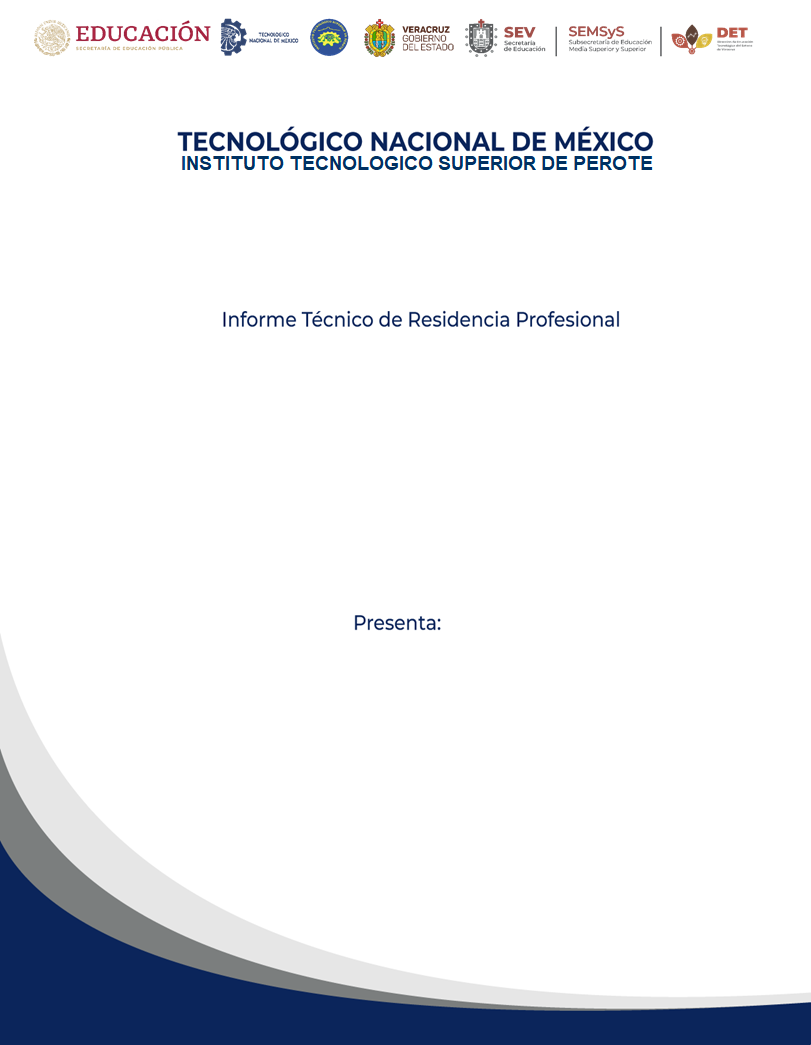 EDUCACIÓN
SECRETARÍA DE EDUCACIÓN PÚBLICA
TECNOLÓGICO
NACIONAL DE MÉXICO
VERACRUZ
GOBIERNO
DEL ESTADO
SEV
Secretaría
de Educación
SEMSyS
Subsecretaría de Educación
Media Superior y Superior
DET
TECNOLÓGICO NACIONAL DE MÉXICO
INSTITUTO TECNOLOGICO SUPERIOR DE PEROTE
Informe Técnico de Residencia Profesional
Presenta: